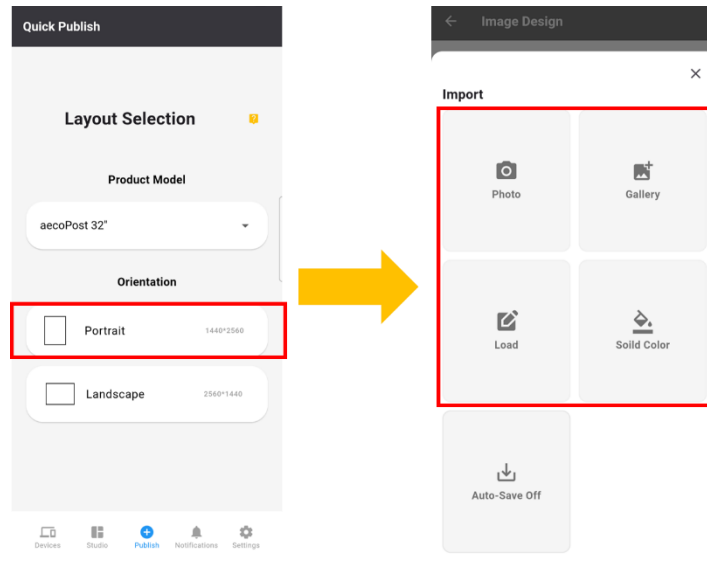 Quick Publish
Layout Selection
?
Product Model
aecoPost 32"
Orientation
Portrait 1440*2560
Landscape 2560*1440
Devices Studio Publish Notifications Settings
Image Design
Import
Photo Gallery
Load Soild Color
Auto-Save Off